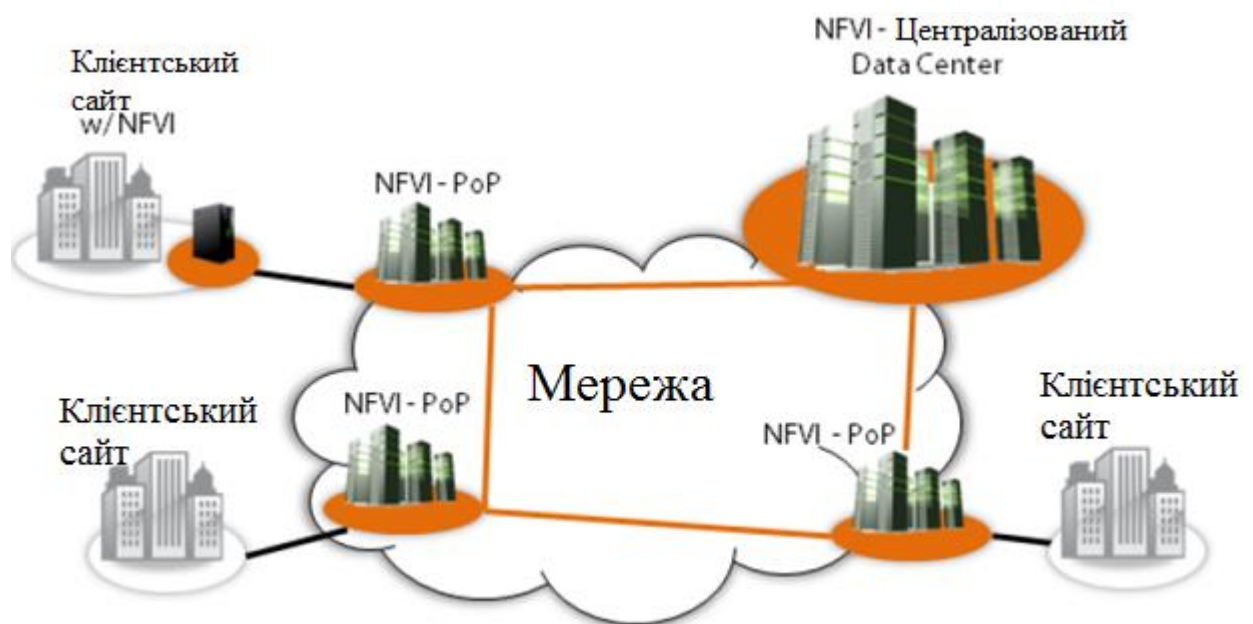 NFVI - Централізований
Data Center
Клієнтський
сайт
w/ NFVI
NFVI - PoP
Мережа
Клієнтський
сайт
NFVI - PoP
NFVI - PoP
Клієнтський
сайт